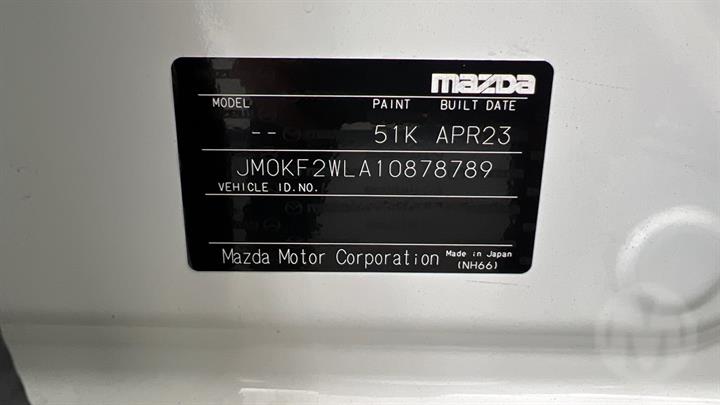 mazda
MODEL PAINT BUILT DATE
-- 51K APR23
JM0KF2WLA10878789
VEHICLE ID.NO.
Mazda Motor Corporation Made in Japan
(NH66)